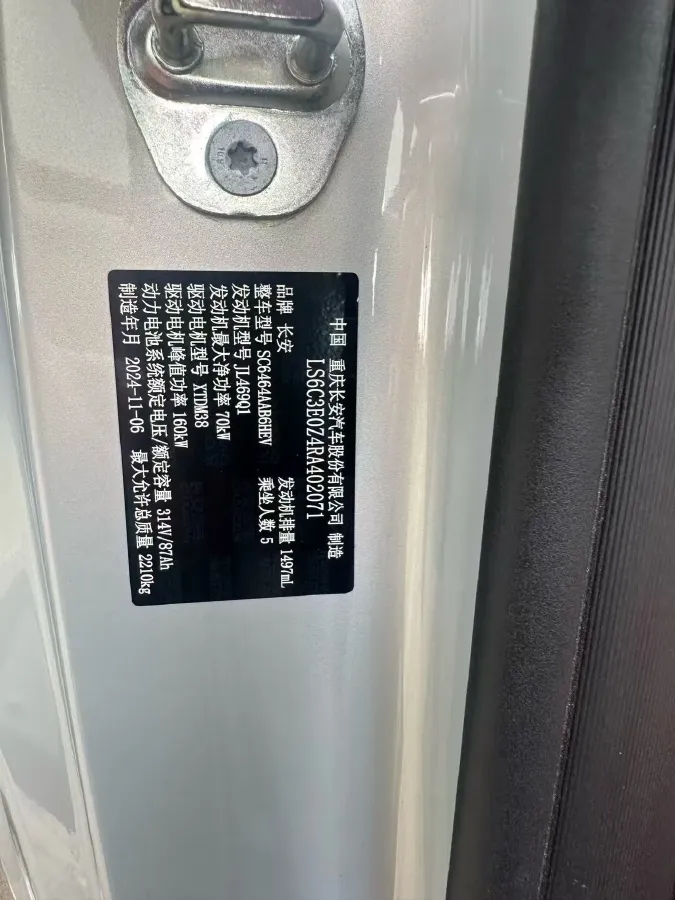 中国 重庆长安汽车股份有限公司 制造
LS6C3E0Z4RA402071
品牌 长安 发动机排量 1497mL
整车型号 SC6464AAB6HEV 乘坐人数 5
发动机型号 JL469Q1
发动机最大净功率 70kW
驱动电机型号 XTDM38
驱动电机峰值功率 160kW
动力电池系统额定电压/额定容量 314V/87Ah
制造年月 2024-11-06 最大允许总质量 2210kg